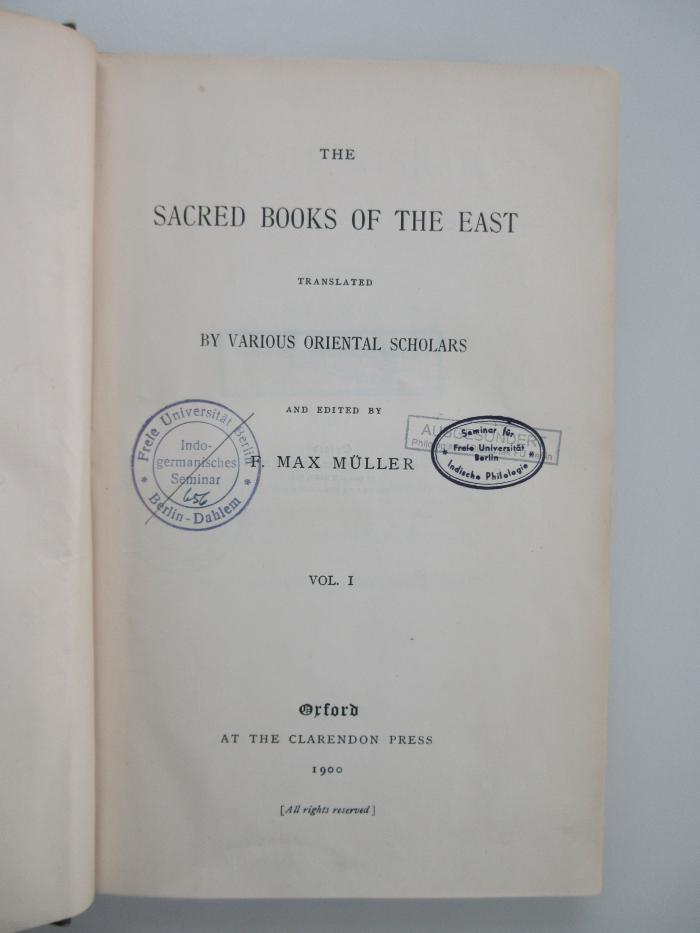 THE
SACRED BOOKS OF THE EAST
TRANSLATED
BY VARIOUS ORIENTAL SCHOLARS
AND EDITED BY
F. MAX MÜLLER
Freie Universität Berlin
Indo-
germanisches
Seminar
656
* Berlin-Dahlem *
AUSGESONDERT
Seminar für
* Freie Universität *
Berlin
Indische Philologie
VOL. I
Oxford
AT THE CLARENDON PRESS
1900
[All rights reserved]